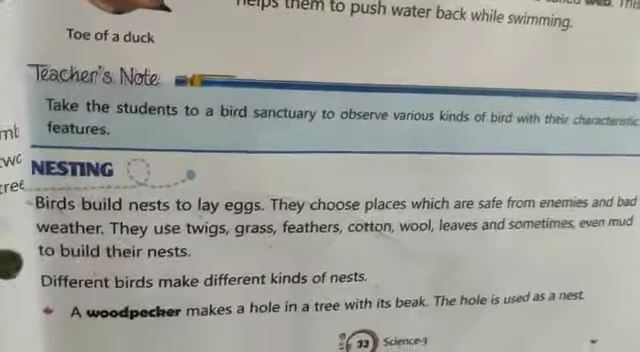 helps them to push water back while swimming.
Toe of a duck
Teacher's Note
Take the students to a bird sanctuary to observe various kinds of bird with their characteristic
features.
NESTING
Birds build nests to lay eggs. They choose places which are safe from enemies and bad
weather. They use twigs, grass, feathers, cotton, wool, leaves and sometimes, even mud
to build their nests.
Different birds make different kinds of nests.
A woodpecker makes a hole in a tree with its beak. The hole is used as a nest.
33 Science-3